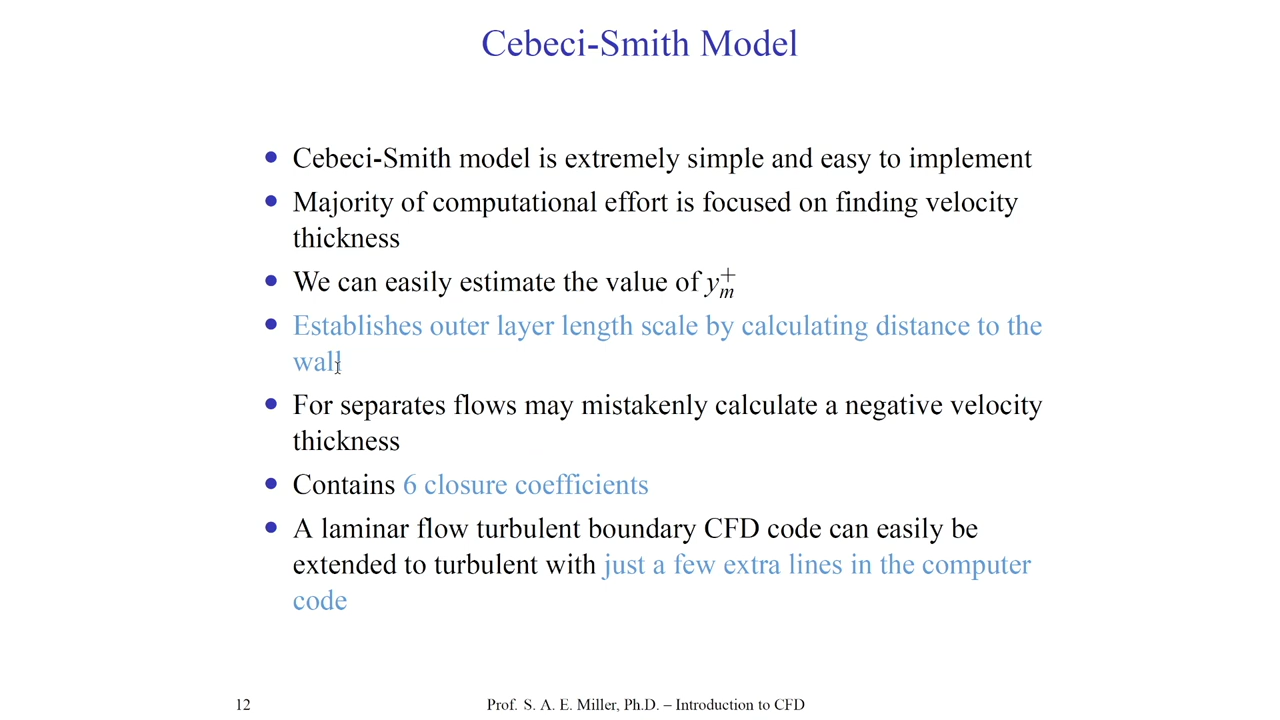 Cebeci-Smith Model
• Cebeci-Smith model is extremely simple and easy to implement
• Majority of computational effort is focused on finding velocity
thickness
• We can easily estimate the value of $y_m^+$
• Establishes outer layer length scale by calculating distance to the
wall
• For separates flows may mistakenly calculate a negative velocity
thickness
• Contains 6 closure coefficients
• A laminar flow turbulent boundary CFD code can easily be
extended to turbulent with just a few extra lines in the computer
code
12
Prof. S. A. E. Miller, Ph.D. – Introduction to CFD